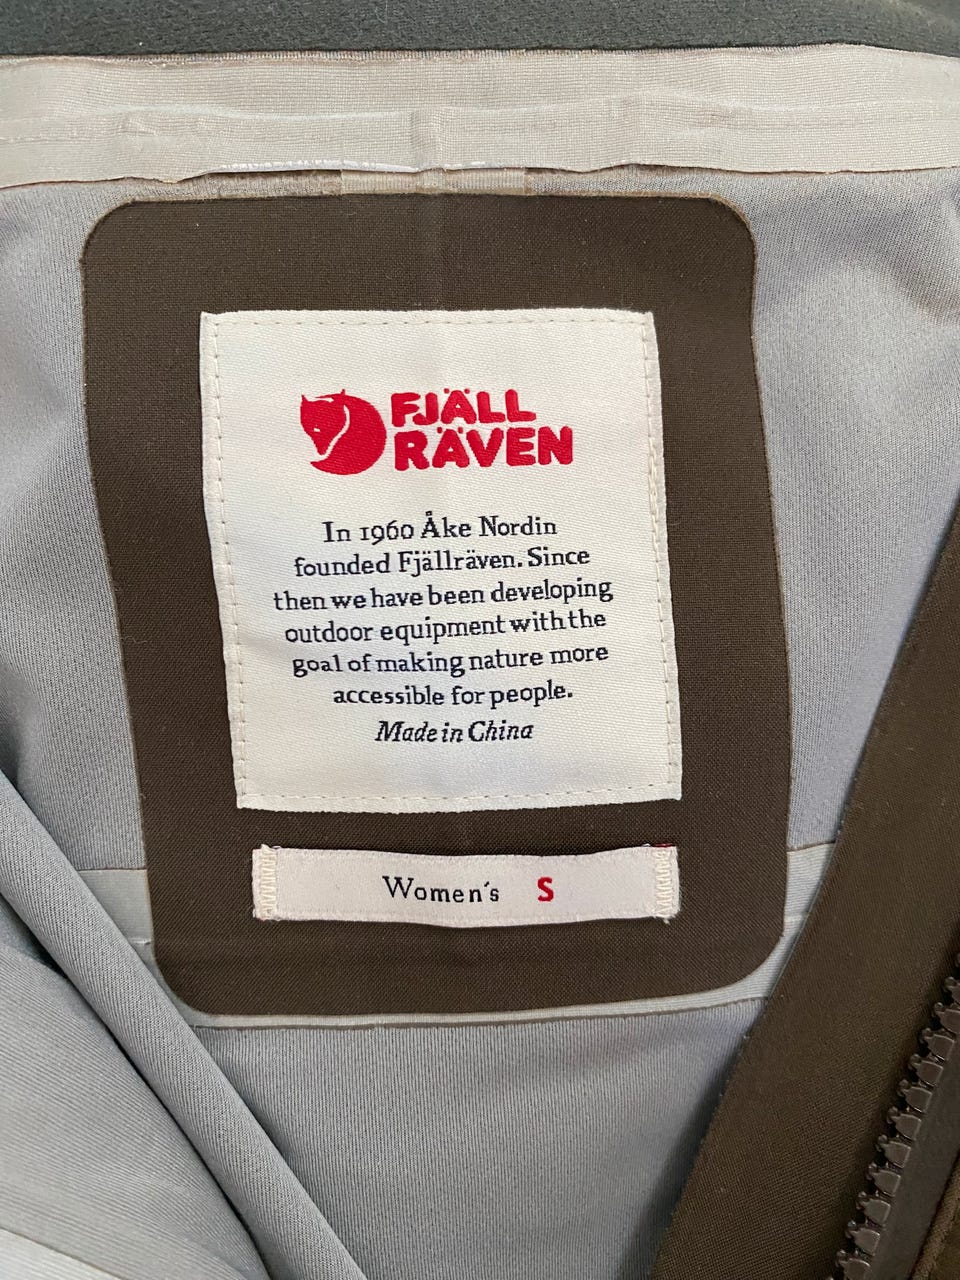 FJÄLL
RÄVEN
In 1960 Åke Nordin
founded Fjällräven. Since
then we have been developing
outdoor equipment with the
goal of making nature more
accessible for people.
Made in China
Women's S